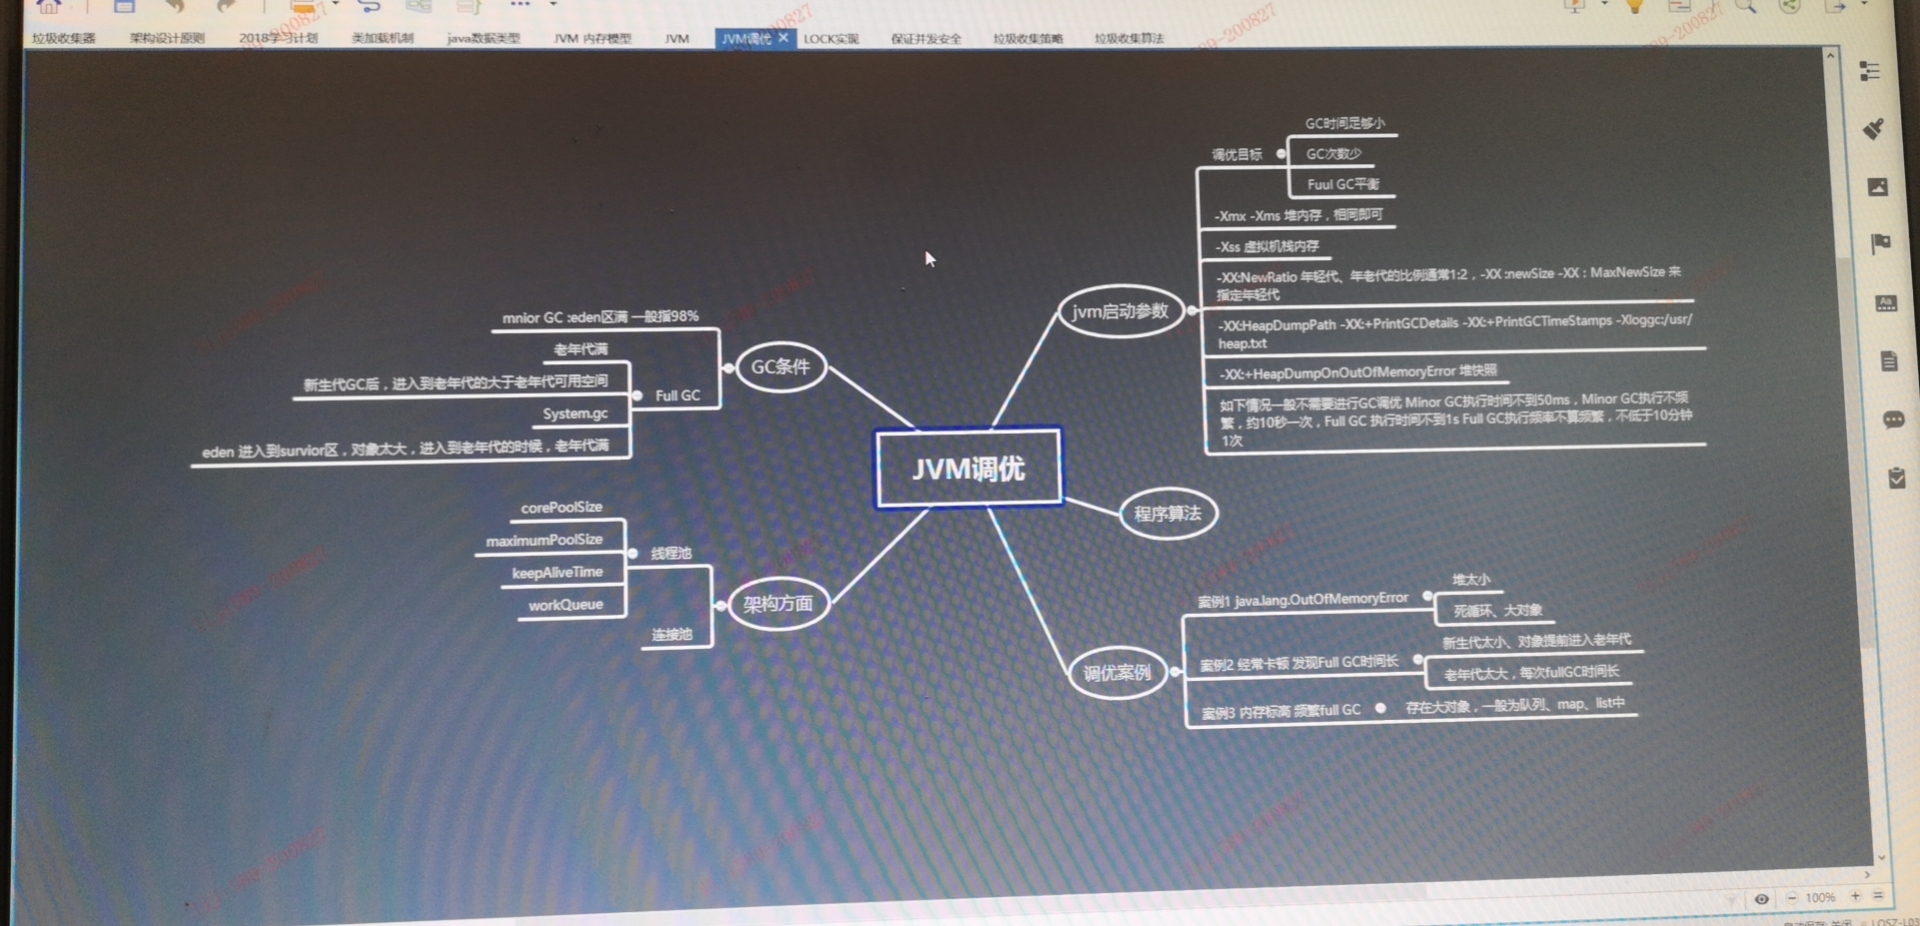 垃圾收集器
架构设计原则
2018学习计划
类加载机制
java数据类型
JVM 内存模型
JVM
JVM调优
LOCK实现
保证并发安全
垃圾收集策略
垃圾收集算法
JVM调优
GC条件
mnior GC :eden区满 一般指98%
Full GC
老年代满
新生代GC后，进入到老年代的大于老年代可用空间
System.gc
eden 进入到survior区，对象太大，进入到老年代的时候，老年代满
架构方面
线程池
corePoolSize
maximumPoolSize
keepAliveTime
workQueue
连接池
jvm启动参数
调优目标
GC时间足够小
GC次数少
Fuul GC平衡
-Xmx -Xms 堆内存，相同即可
-Xss 虚拟机栈内存
-XX:NewRatio 年轻代、年老代的比例通常1:2，-XX :newSize -XX：MaxNewSize 来
指定年轻代
-XX:HeapDumpPath -XX:+PrintGCDetails -XX:+PrintGCTimeStamps -Xloggc:/usr/
heap.txt
-XX:+HeapDumpOnOutOfMemoryError 堆快照
如下情况一般不需要进行GC调优 Minor GC执行时间不到50ms，Minor GC执行不频
繁，约10秒一次，Full GC 执行时间不到1s Full GC执行频率不算频繁，不低于10分钟
1次
程序算法
调优案例
案例1 java.lang.OutOfMemoryError
堆太小
死循环、大对象
案例2 经常卡顿 发现Full GC时间长
新生代太小、对象提前进入老年代
老年代太大，每次fullGC时间长
案例3 内存标高 频繁full GC
存在大对象，一般为队列、map、list中
100%